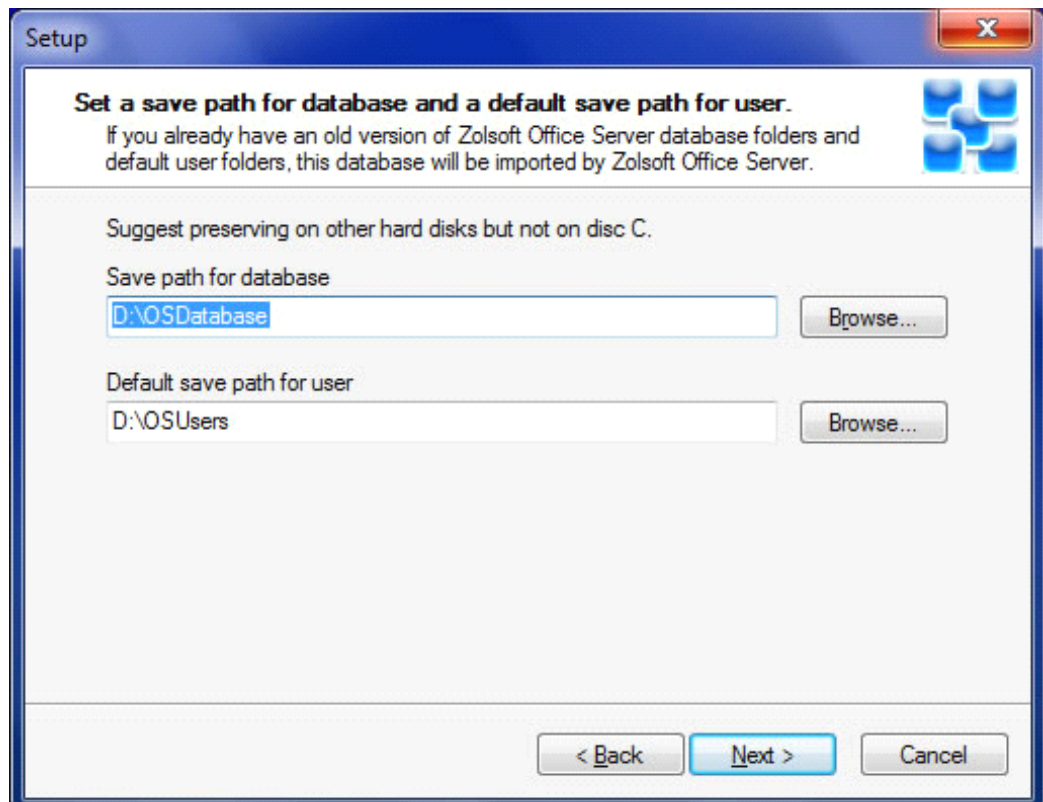 Setup
Set a save path for database and a default save path for user.
If you already have an old version of Zolsoft Office Server database folders and
default user folders, this database will be imported by Zolsoft Office Server.
Suggest preserving on other hard disks but not on disc C.
Save path for database
D:\OSDatabase
Browse...
Default save path for user
D:\OSUsers
Browse...
< Back
Next >
Cancel